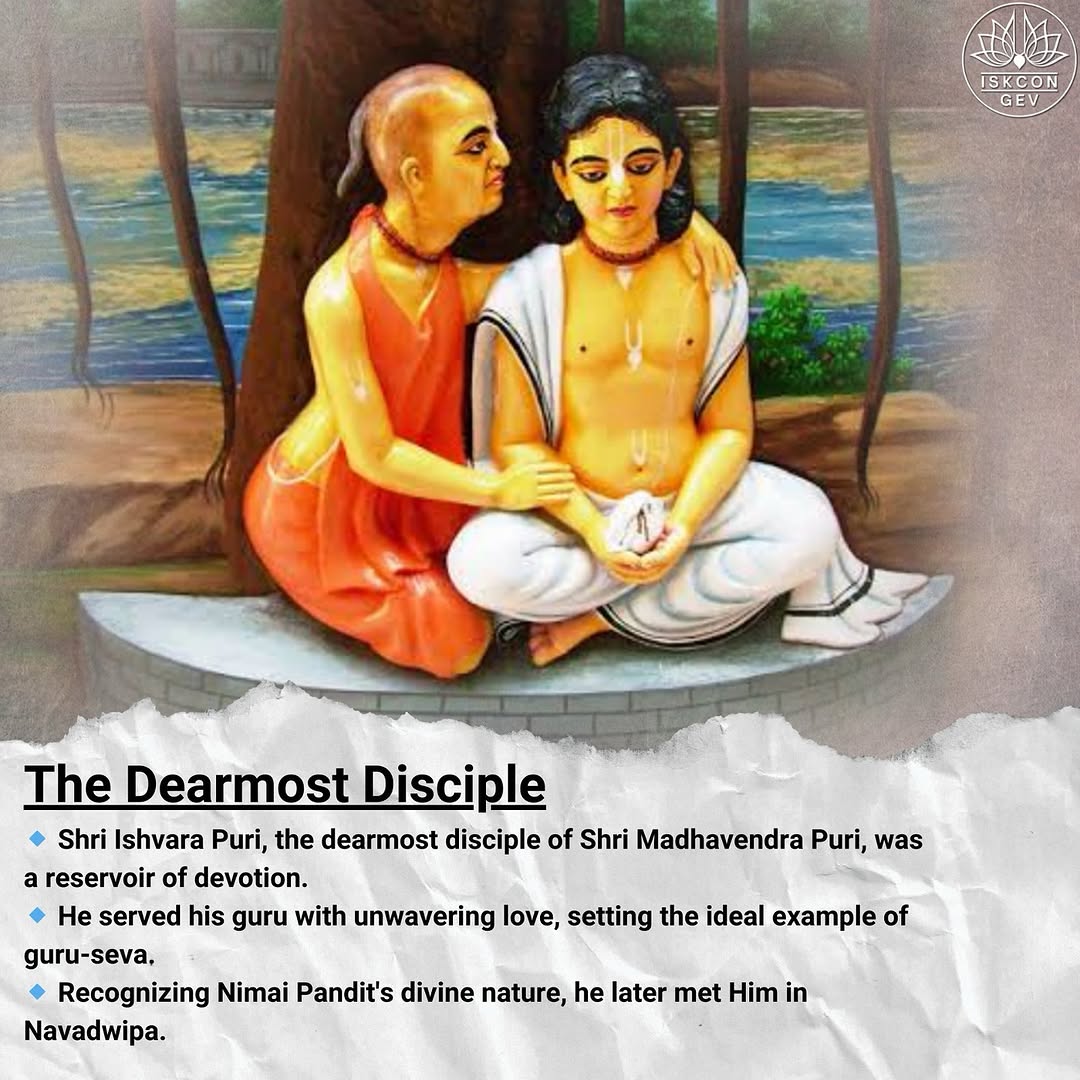 ISKCON
GEV
The Dearmost Disciple
🔹 Shri Ishvara Puri, the dearmost disciple of Shri Madhavendra Puri, was
a reservoir of devotion.
🔹 He served his guru with unwavering love, setting the ideal example of
guru-seva.
🔹 Recognizing Nimai Pandit's divine nature, he later met Him in
Navadwipa.